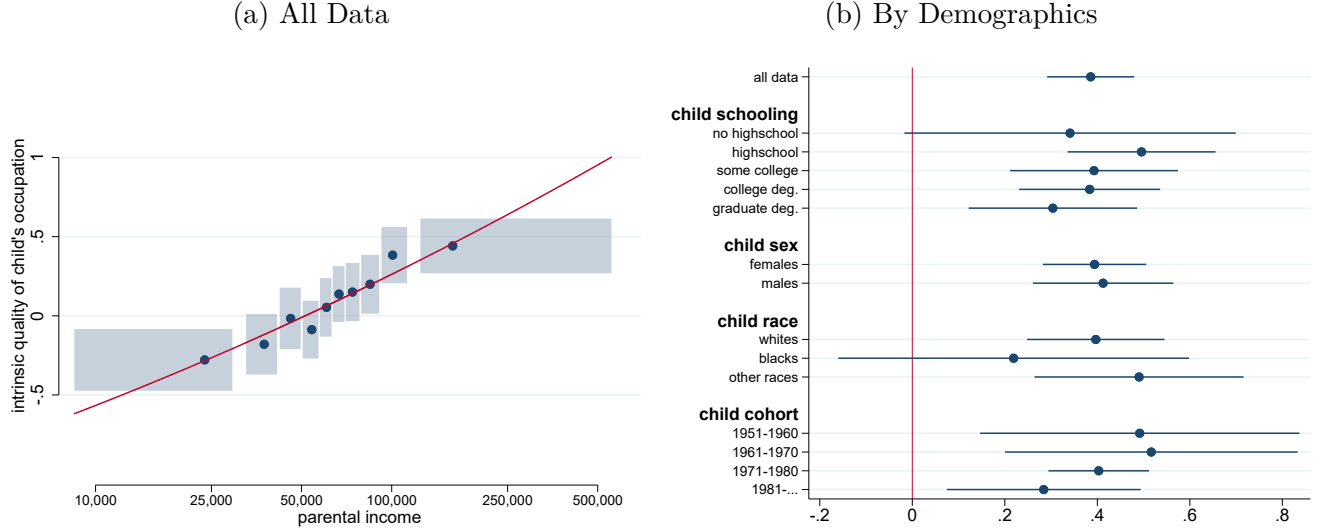 (a) All Data
intrinsic quality of child's occupation
1
.5
0
-.5
10,000 25,000 50,000 100,000 250,000 500,000
parental income
(b) By Demographics
all data
child schooling
no highschool
highschool
some college
college deg.
graduate deg.
child sex
females
males
child race
whites
blacks
other races
child cohort
1951-1960
1961-1970
1971-1980
1981-...
-.2 0 .2 .4 .6 .8